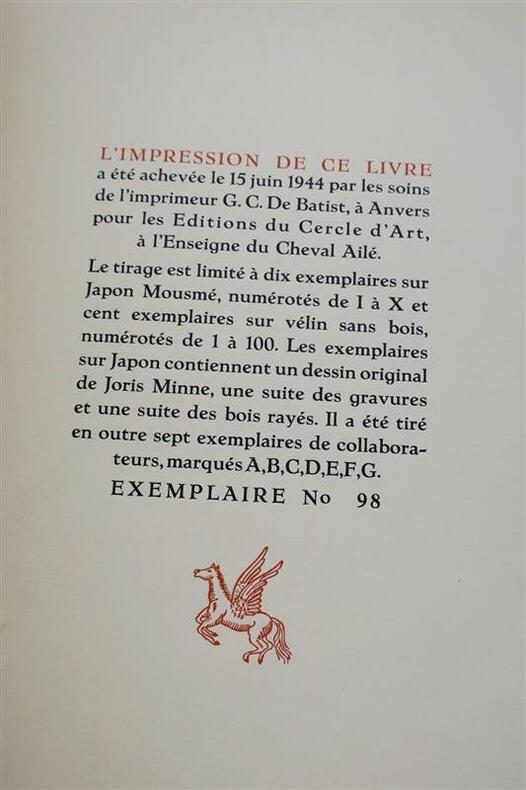 L'IMPRESSION DE CE LIVRE
a été achevée le 15 juin 1944 par les soins
de l'imprimeur G. C. De Batist, à Anvers
pour les Editions du Cercle d'Art,
à l'Enseigne du Cheval Ailé.
Le tirage est limité à dix exemplaires sur
Japon Mousmé, numérotés de I à X et
cent exemplaires sur vélin sans bois,
numérotés de 1 à 100. Les exemplaires
sur Japon contiennent un dessin original
de Joris Minne, une suite des gravures
et une suite des bois rayés. Il a été tiré
en outre sept exemplaires de collabora-
teurs, marqués A,B,C,D,E,F,G.
EXEMPLAIRE No 98